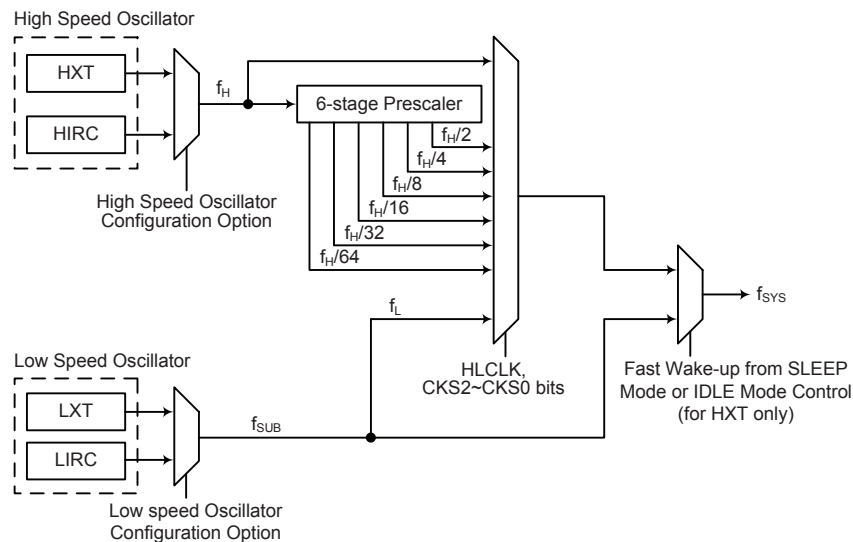 High Speed Oscillator
HXT
HIRC
High Speed Oscillator
Configuration Option
fH
6-stage Prescaler
fH/2
fH/4
fH/8
fH/16
fH/32
fH/64
fL
HLCLK,
CKS2~CKS0 bits
fSYS
Fast Wake-up from SLEEP
Mode or IDLE Mode Control
(for HXT only)
Low Speed Oscillator
LXT
LIRC
fSUB
Low speed Oscillator
Configuration Option